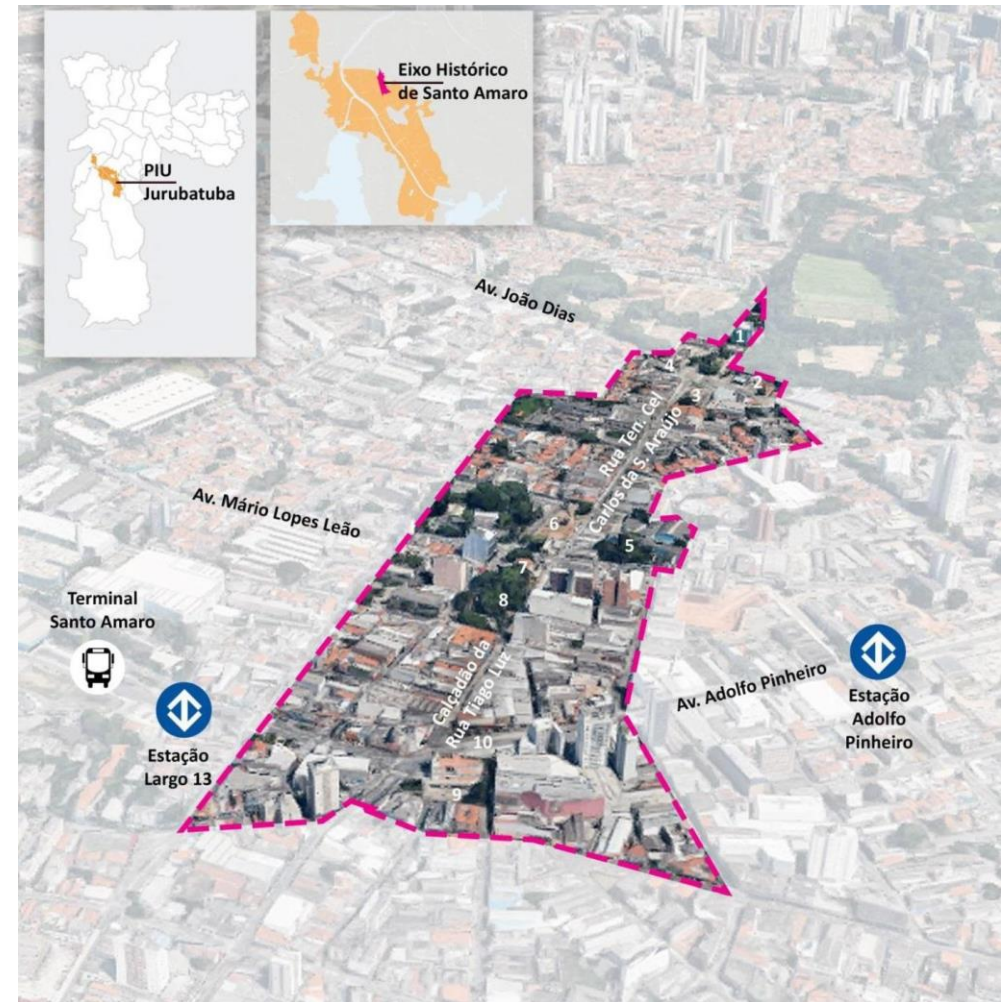 PIU
Jurubatuba
Eixo Histórico
de Santo Amaro
Av. João Dias
1
2
3
4
Rua Ten. Cel
Carlos da S. Araújo
Av. Mário Lopes Leão
6
5
7
8
Terminal
Santo Amaro
Estação
Largo 13
Calçadão da
Rua Tiago Luz
10
9
Av. Adolfo Pinheiro
Estação
Adolfo
Pinheiro